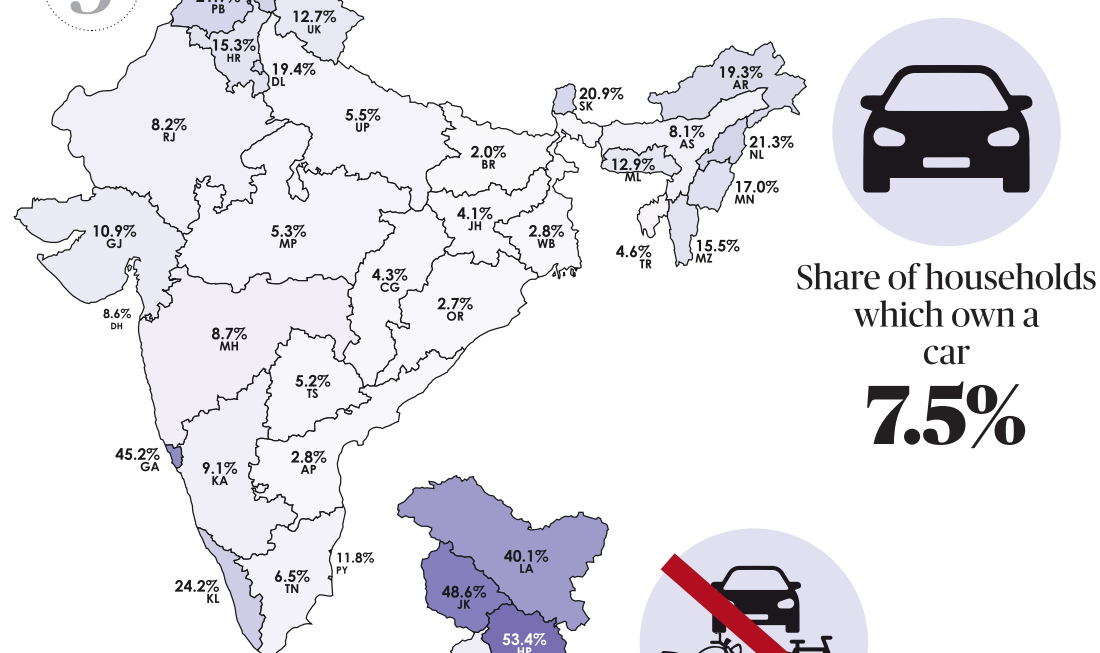 PB
12.7%
UK
15.3%
HR
19.4%
DL
8.2%
RJ
5.5%
UP
20.9%
SK
19.3%
AR
8.1%
AS
21.3%
NL
12.9%
ML
17.0%
MN
2.0%
BR
4.1%
JH
2.8%
WB
4.6%
TR
15.5%
MZ
10.9%
GJ
5.3%
MP
4.3%
CG
2.7%
OR
8.6%
DH
8.7%
MH
5.2%
TS
45.2%
GA
9.1%
KA
2.8%
AP
24.2%
KL
6.5%
TN
11.8%
PY
40.1%
LA
48.6%
JK
53.4%
HP
Share of households
which own a
car
7.5%